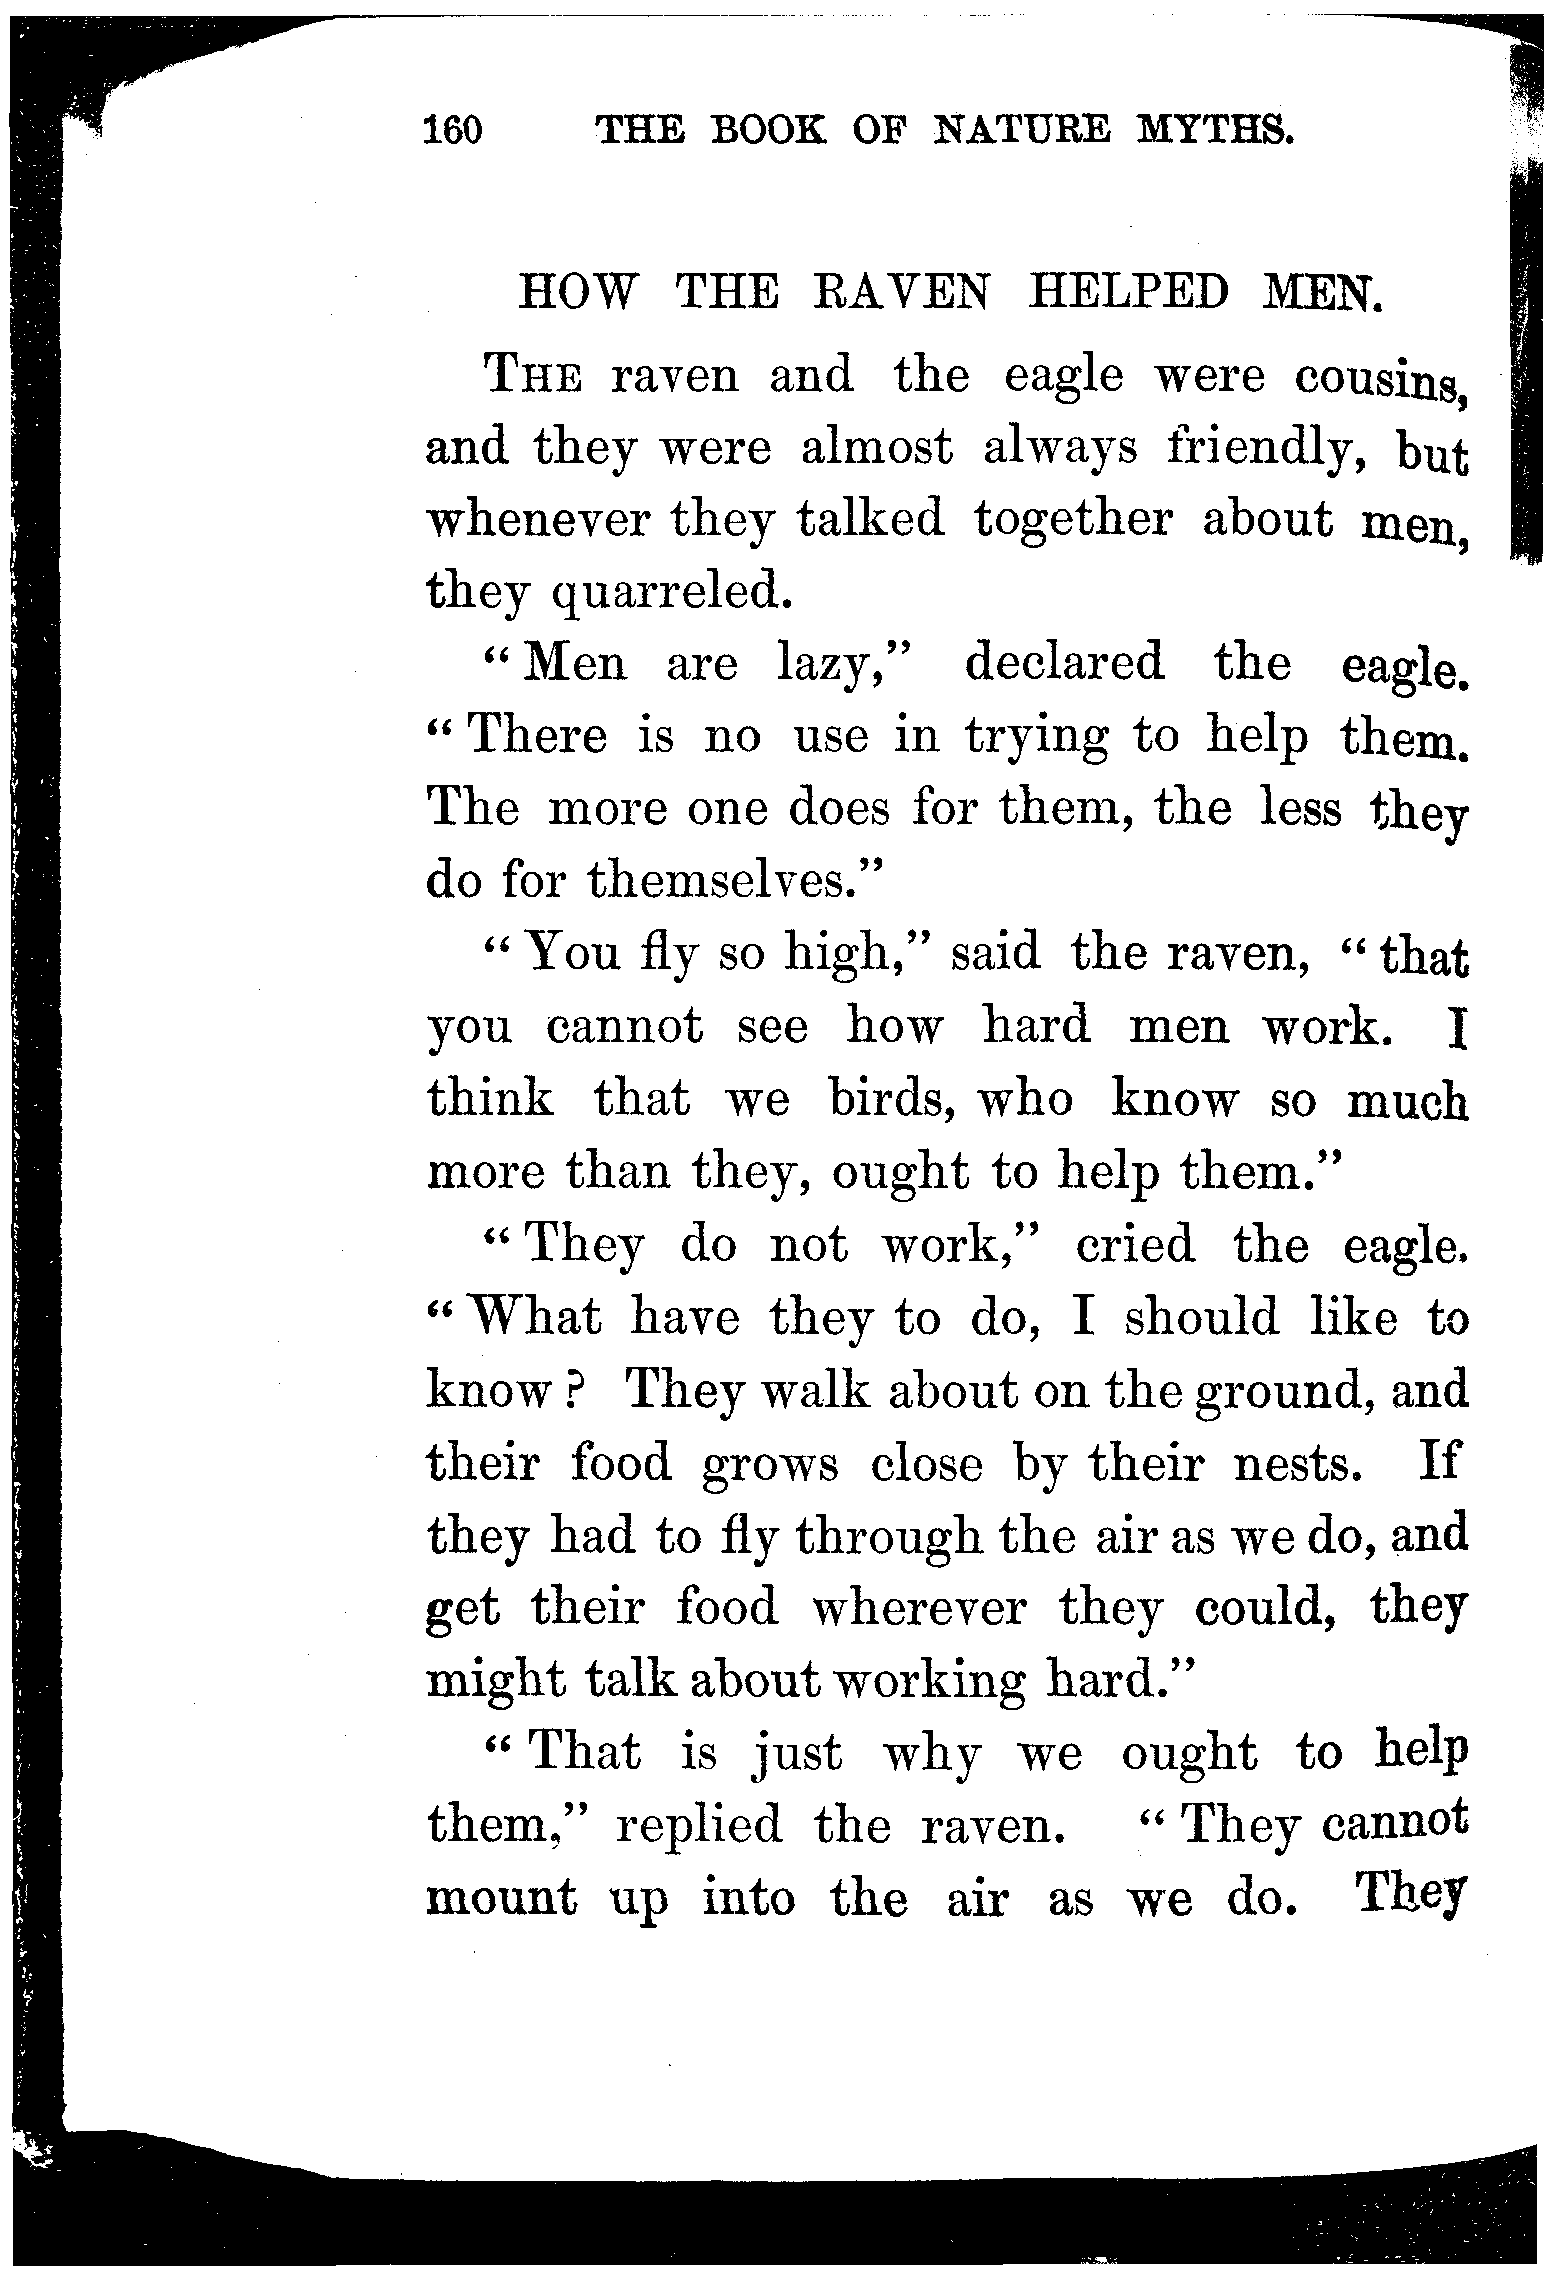 160 THE BOOK OF NATURE MYTHS.
HOW THE RAVEN HELPED MEN.
THE raven and the eagle were cousins,
and they were almost always friendly, but
whenever they talked together about men,
they quarreled.
"Men are lazy," declared the eagle.
"There is no use in trying to help them.
The more one does for them, the less they
do for themselves."
"You fly so high," said the raven, "that
you cannot see how hard men work. I
think that we birds, who know so much
more than they, ought to help them."
"They do not work," cried the eagle.
"What have they to do, I should like to
know? They walk about on the ground, and
their food grows close by their nests. If
they had to fly through the air as we do, and
get their food wherever they could, they
might talk about working hard."
"That is just why we ought to help
them," replied the raven. "They cannot
mount up into the air as we do. They